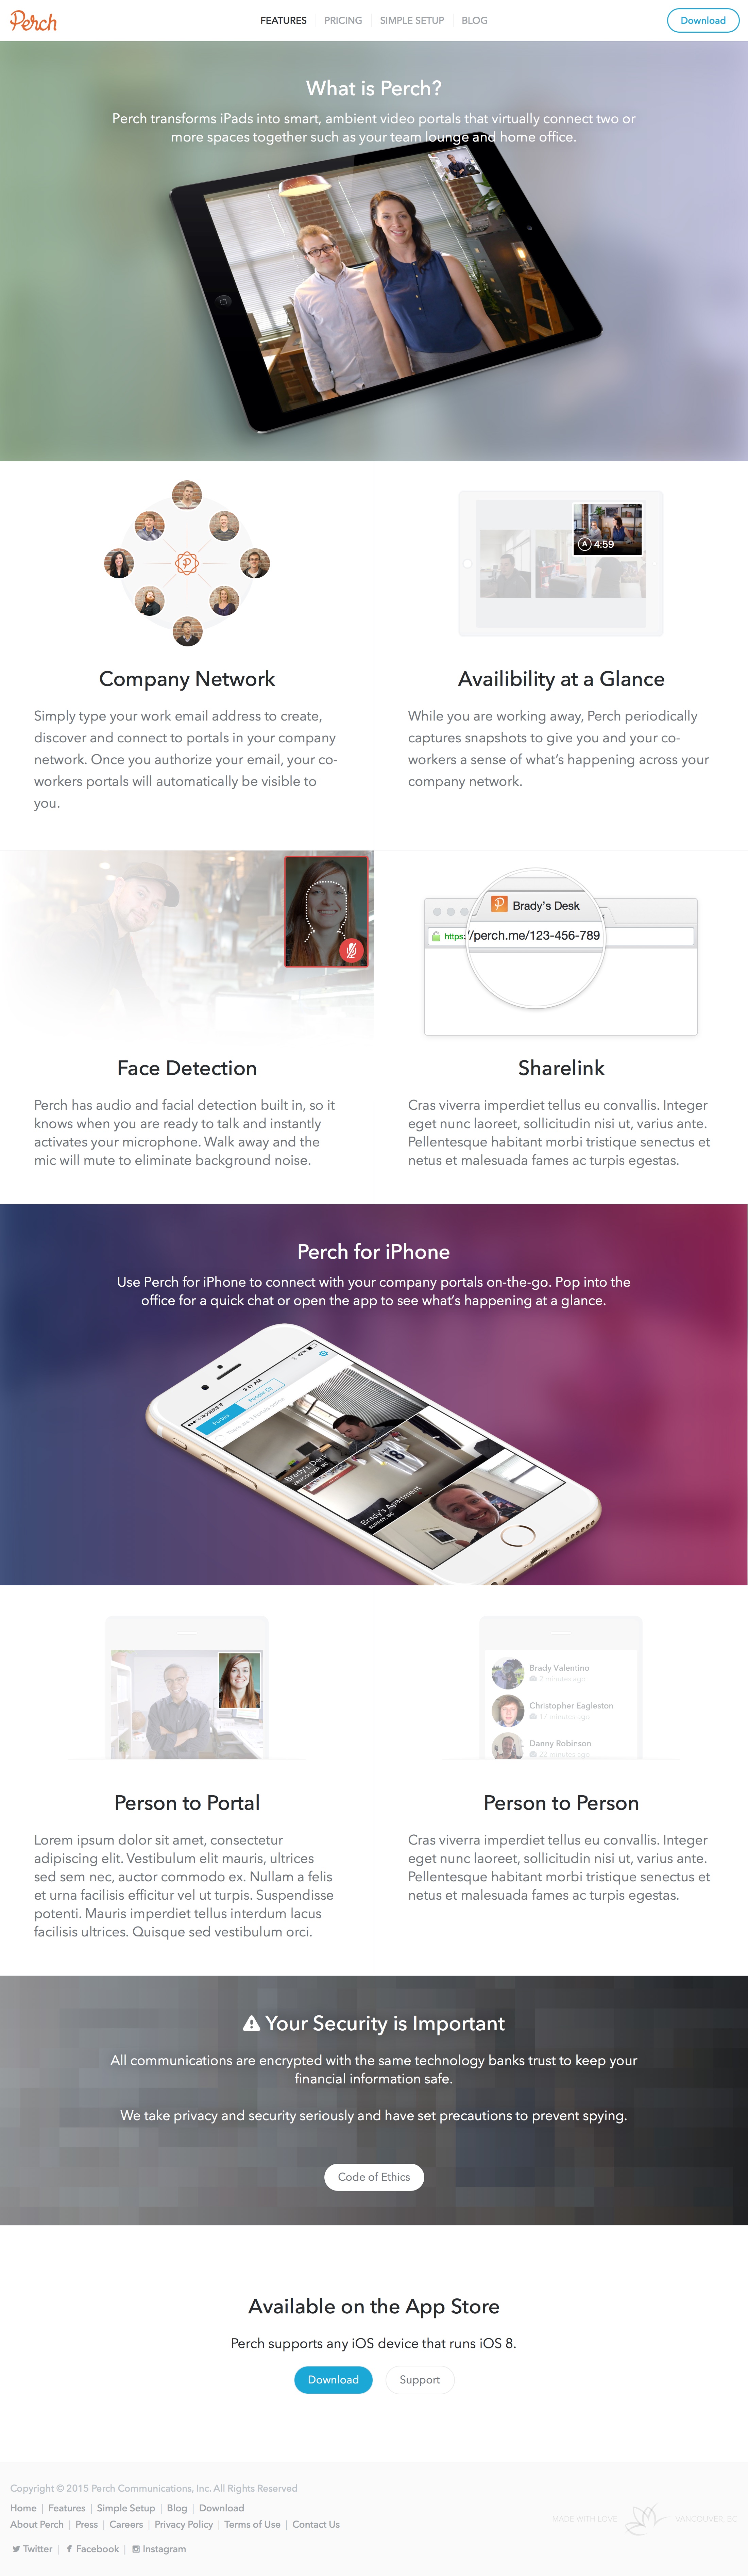 Perch
FEATURES
PRICING
SIMPLE SETUP
BLOG
Download
What is Perch?
Perch transforms iPads into smart, ambient video portals that virtually connect two or
more spaces together such as your team lounge and home office.
A 4:59
Company Network
Simply type your work email address to create,
discover and connect to portals in your company
network. Once you authorize your email, your co-
workers portals will automatically be visible to
you.
Availibility at a Glance
While you are working away, Perch periodically
captures snapshots to give you and your co-
workers a sense of what's happening across your
company network.
Brady's Desk
https://perch.me/123-456-789
Face Detection
Perch has audio and facial detection built in, so it
knows when you are ready to talk and instantly
activates your microphone. Walk away and the
mic will mute to eliminate background noise.
Sharelink
Cras viverra imperdiet tellus eu convallis. Integer
eget nunc laoreet, sollicitudin nisi ut, varius ante.
Pellentesque habitant morbi tristique senectus et
netus et malesuada fames ac turpis egestas.
Perch for iPhone
Use Perch for iPhone to connect with your company portals on-the-go. Pop into the
office for a quick chat or open the app to see what's happening at a glance.
ROGERS
9:41 AM
42%
Portals
People (3)
Brady's Desk
VANCOUVER, BC
Brady's Apartment
SURREY, BC
8
Brady Valentino
2 minutes ago
Christopher Eagleston
17 minutes ago
Danny Robinson
22 minutes ago
Person to Portal
Lorem ipsum dolor sit amet, consectetur
adipiscing elit. Vestibulum elit mauris, ultrices
sed sem nec, auctor commodo ex. Nullam a felis
et urna facilisis efficitur vel ut turpis. Suspendisse
potenti. Mauris imperdiet tellus interdum lacus
facilisis ultrices. Quisque sed vestibulum orci.
Person to Person
Cras viverra imperdiet tellus eu convallis. Integer
eget nunc laoreet, sollicitudin nisi ut, varius ante.
Pellentesque habitant morbi tristique senectus et
netus et malesuada fames ac turpis egestas.
Your Security is Important
All communications are encrypted with the same technology banks trust to keep your
financial information safe.
We take privacy and security seriously and have set precautions to prevent spying.
Code of Ethics
Available on the App Store
Perch supports any iOS device that runs iOS 8.
Download
Support
Copyright © 2015 Perch Communications, Inc. All Rights Reserved
Home | Features | Simple Setup | Blog | Download
About Perch | Press | Careers | Privacy Policy | Terms of Use | Contact Us
Twitter | Facebook | Instagram
MADE WITH LOVE
VANCOUVER, BC